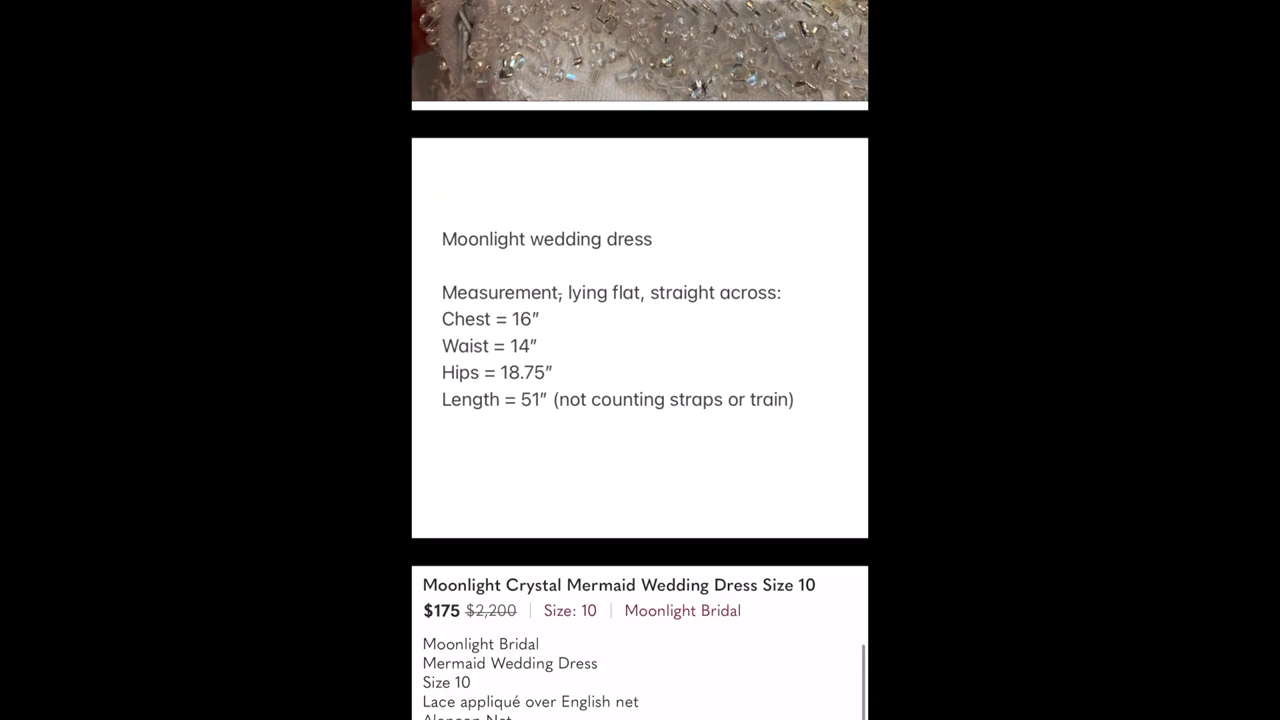 Moonlight wedding dress
Measurement; lying flat, straight across:
Chest = 16”
Waist = 14”
Hips = 18.75”
Length = 51” (not counting straps or train)
Moonlight Crystal Mermaid Wedding Dress Size 10
$175 $2,200 | Size: 10 | Moonlight Bridal
Moonlight Bridal
Mermaid Wedding Dress
Size 10
Lace appliqué over English net
Alençon Net